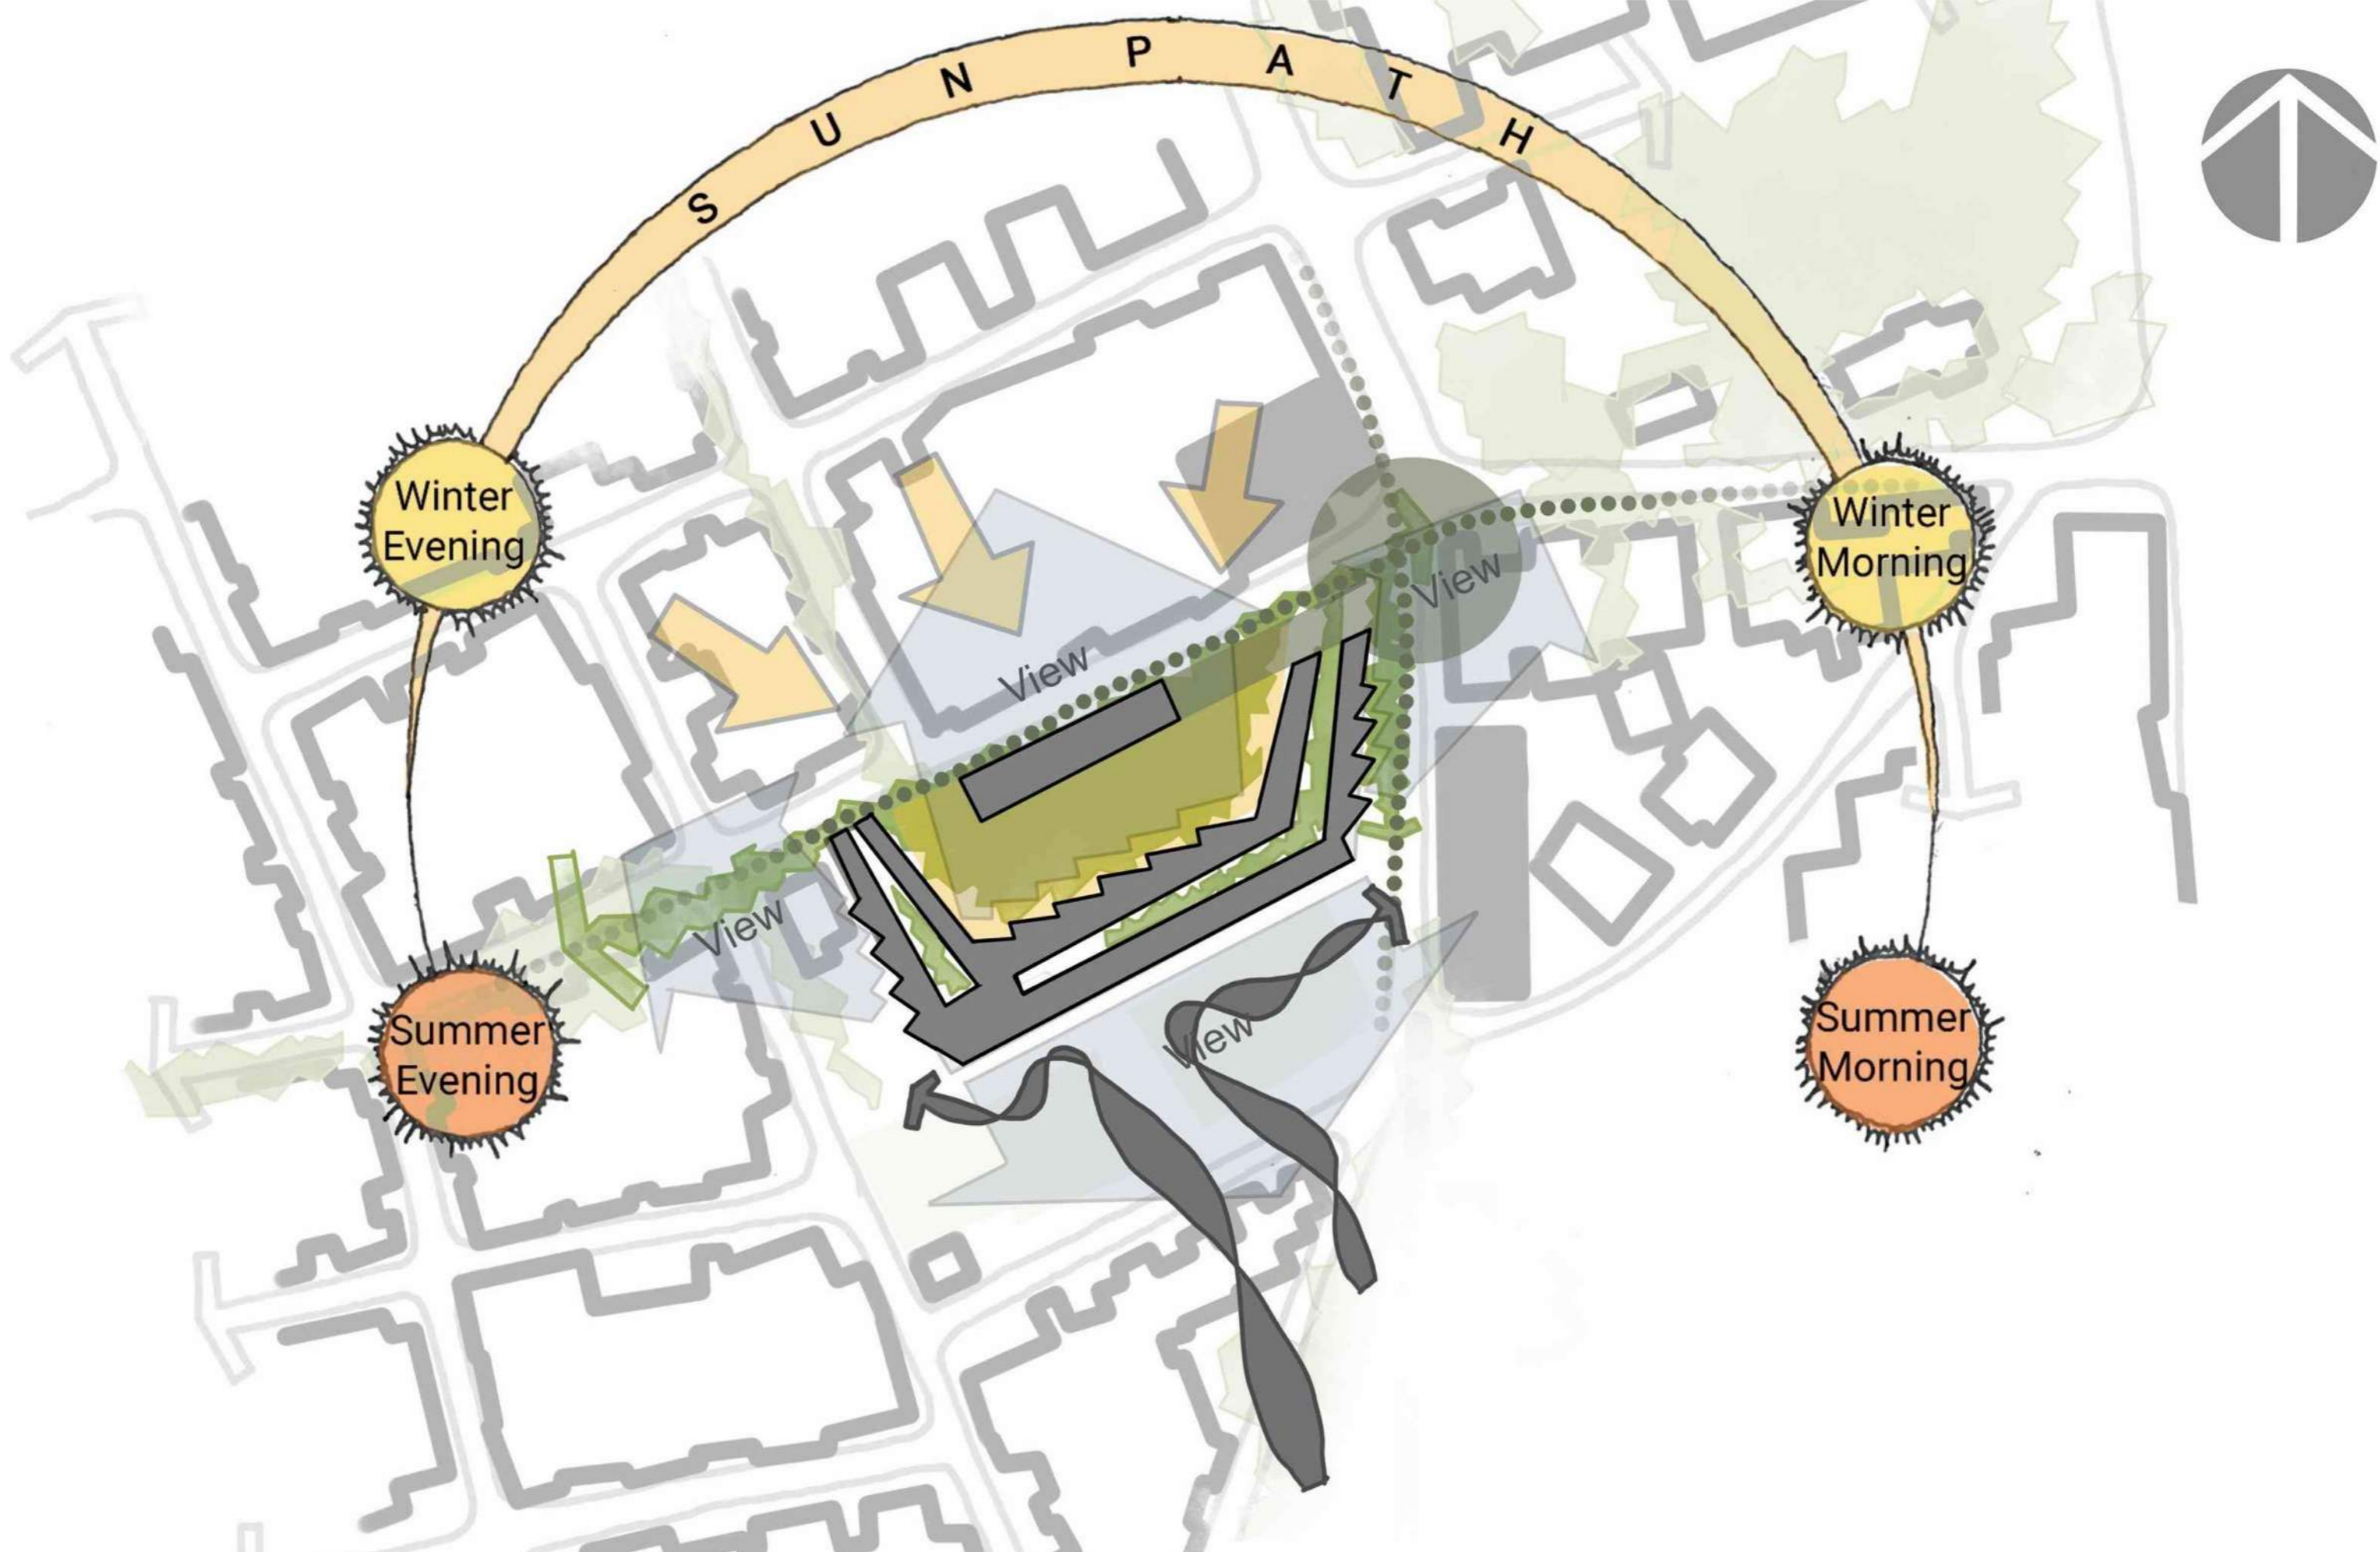 SUN PATH
Winter
Evening
Winter
Morning
View
View
View
View
Summer
Evening
Summer
Morning